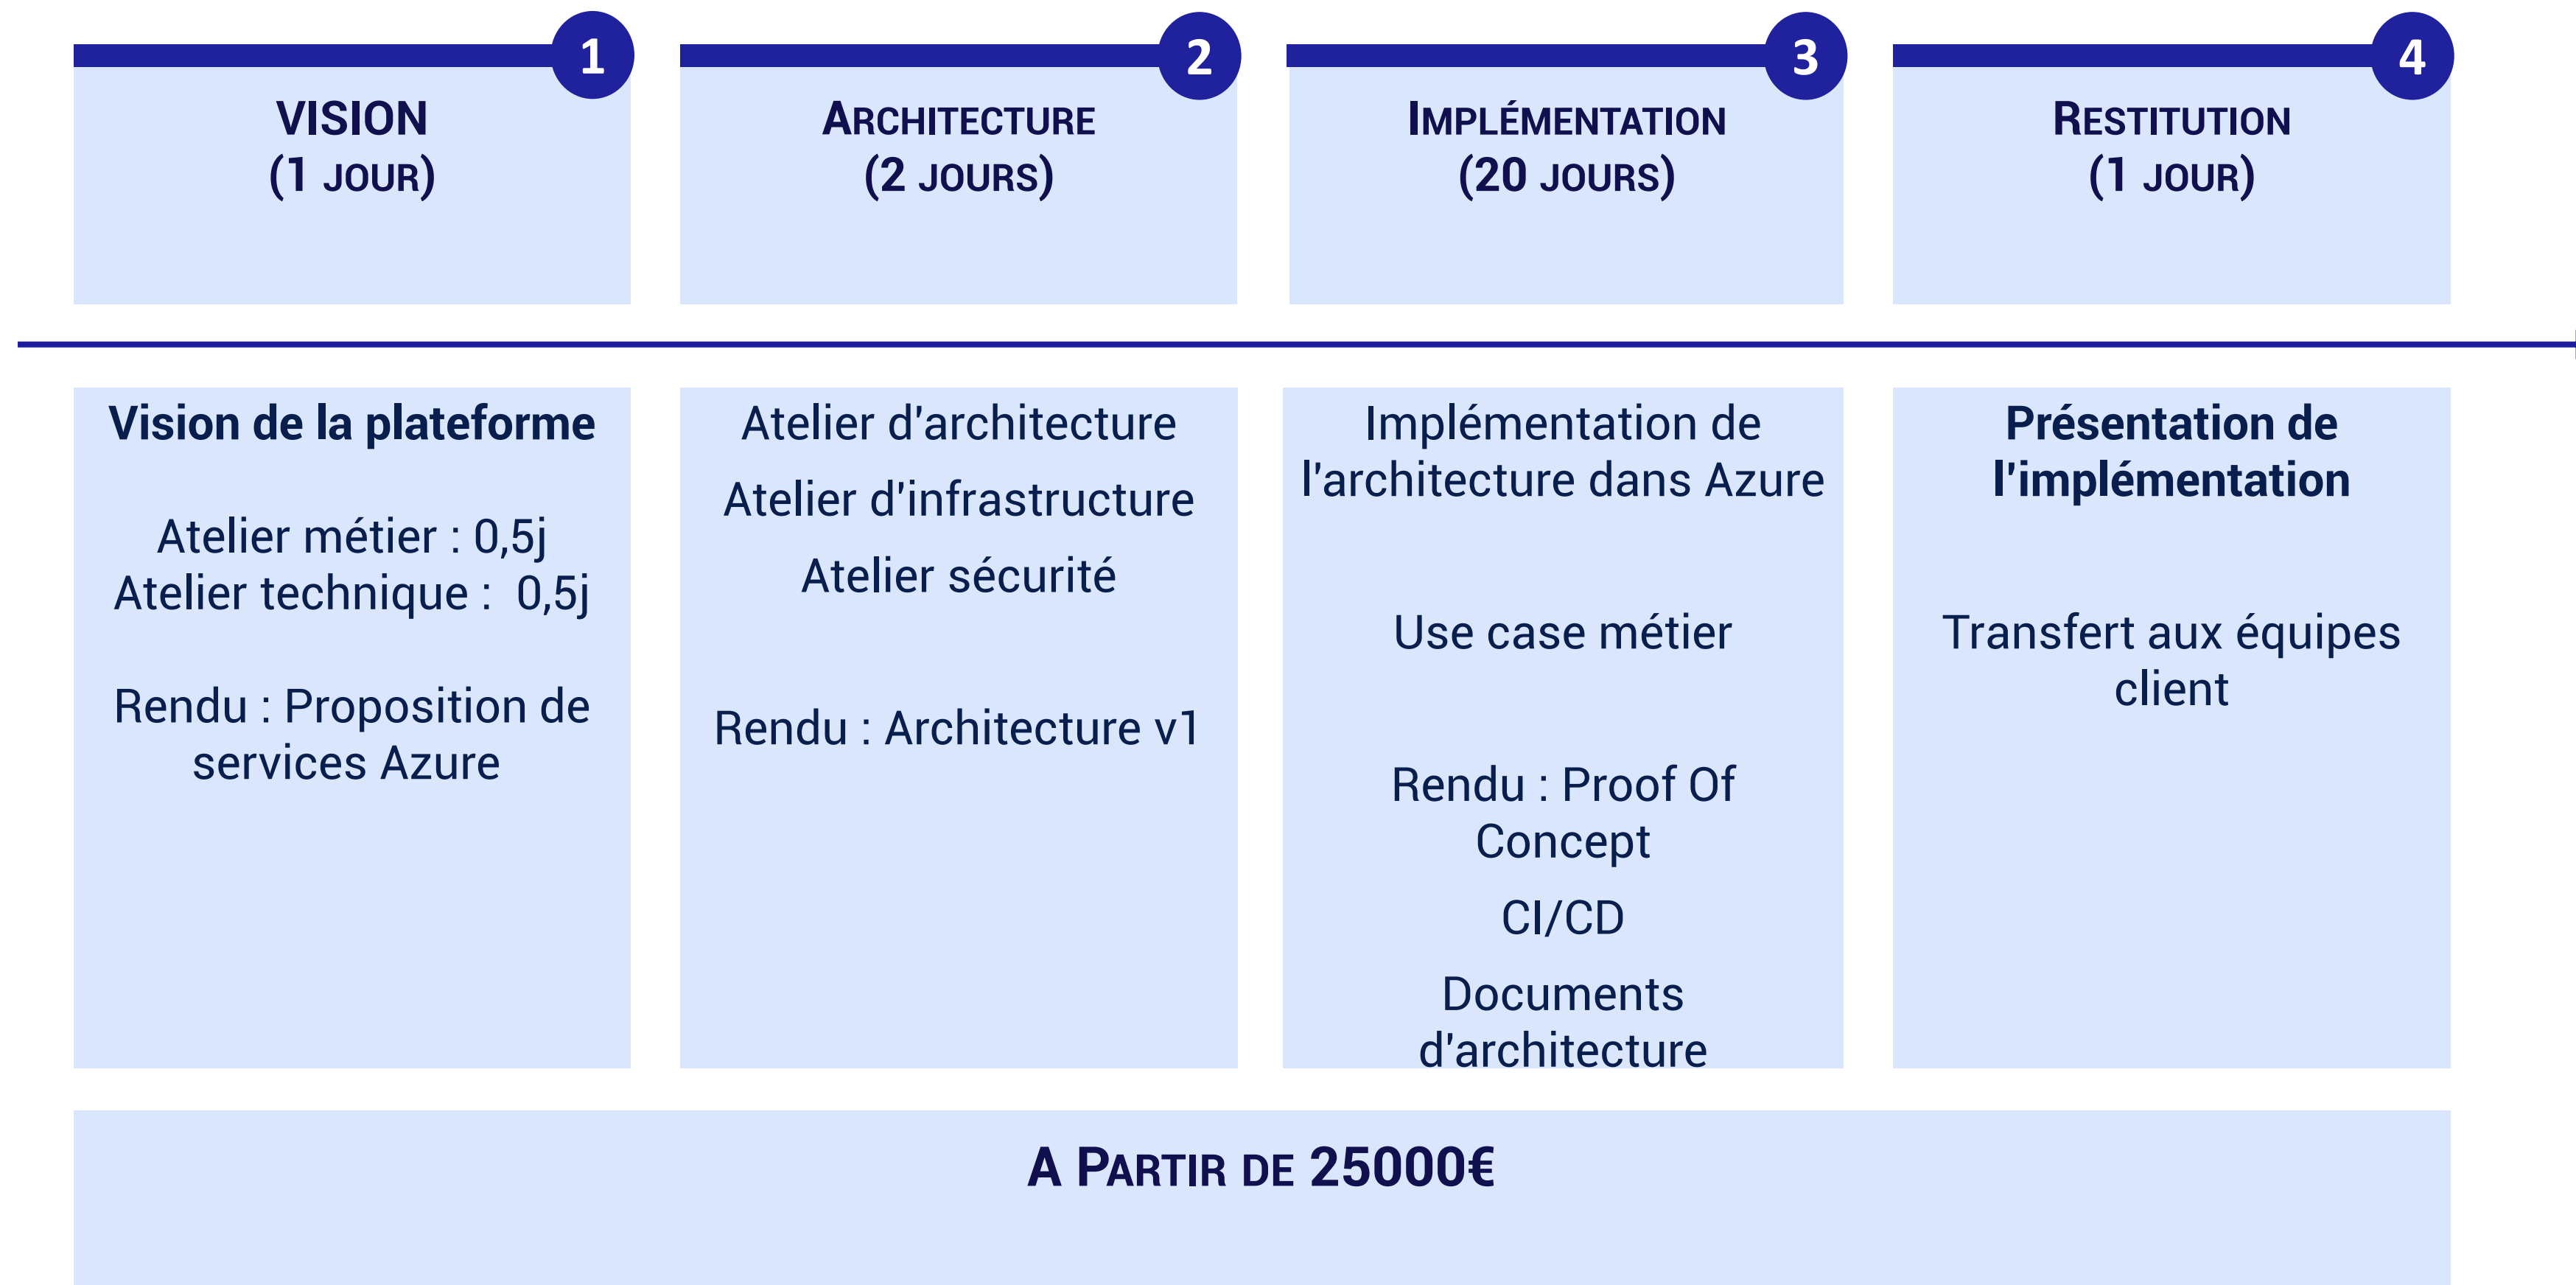 1
VISION
(1 JOUR)
2
ARCHITECTURE
(2 JOURS)
3
IMPLÉMENTATION
(20 JOURS)
4
RESTITUTION
(1 JOUR)
Vision de la plateforme
Atelier métier : 0,5j
Atelier technique :  0,5j
Rendu : Proposition de
services Azure
Atelier d'architecture
Atelier d'infrastructure
Atelier sécurité
Rendu : Architecture v1
Implémentation de
l'architecture dans Azure
Use case métier
Rendu : Proof Of
Concept
CI/CD
Documents
d'architecture
Présentation de
l'implémentation
Transfert aux équipes
client
A PARTIR DE 25000€